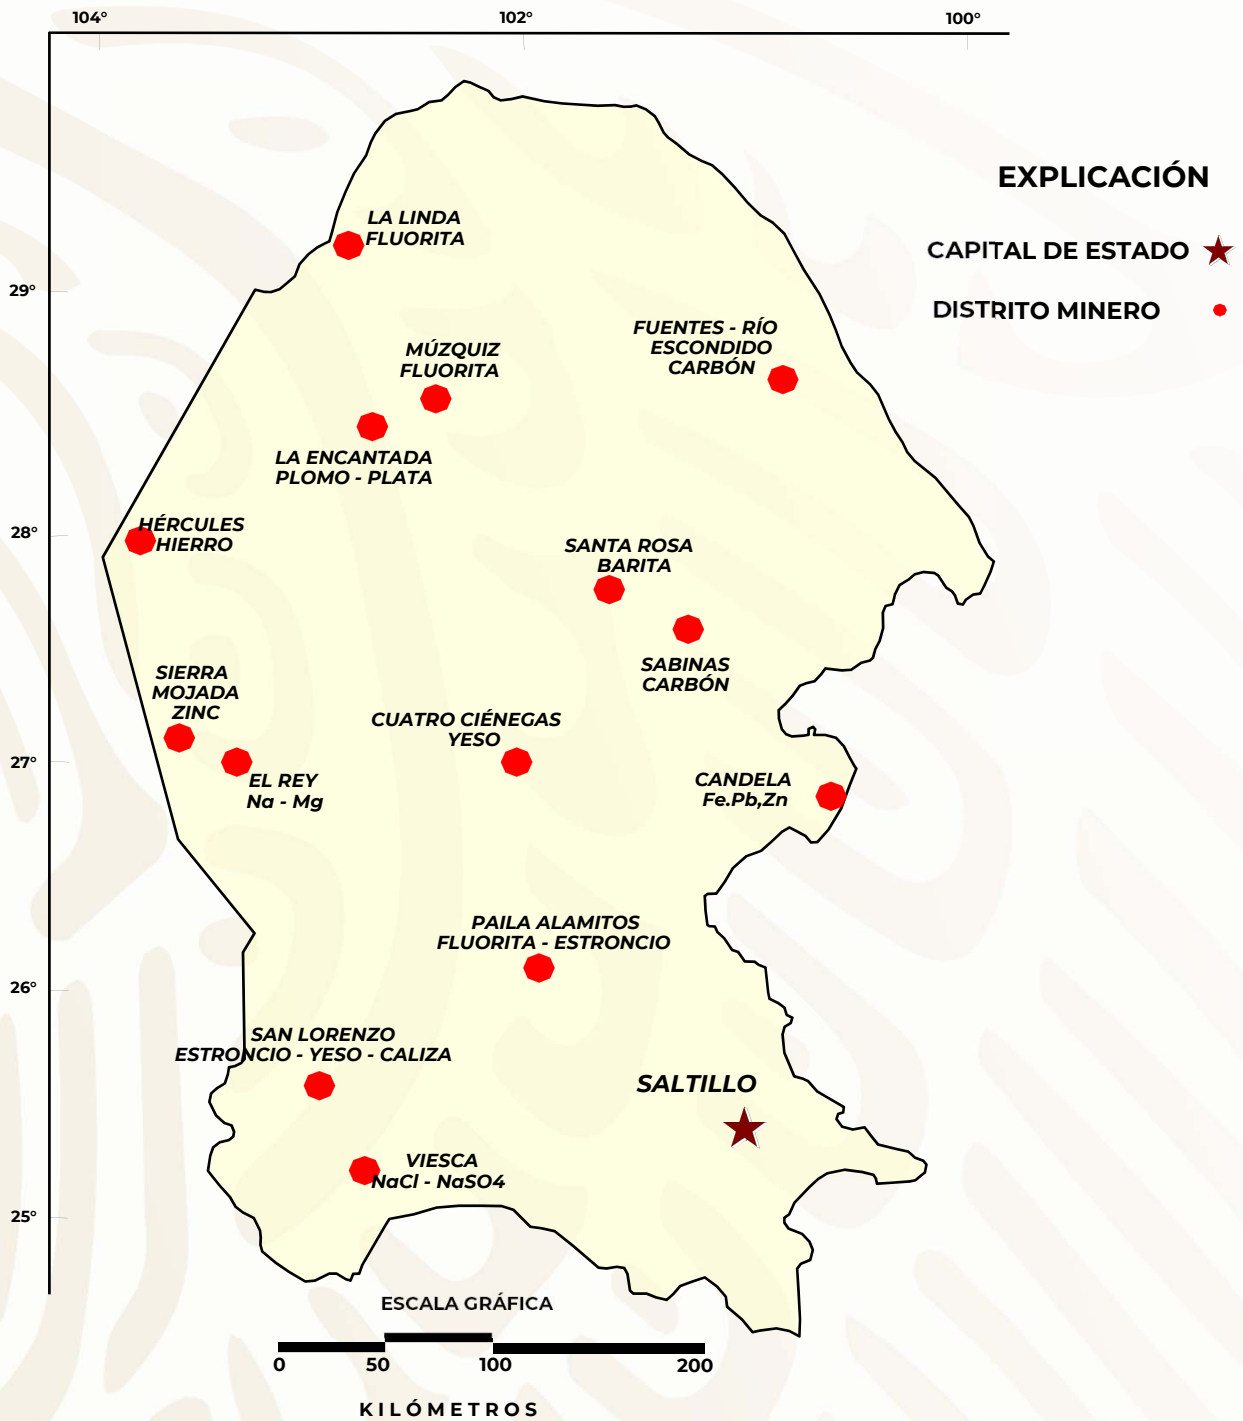 104°
102°
100°
EXPLICACIÓN
CAPITAL DE ESTADO
DISTRITO MINERO
29°
28°
27°
26°
25°
LA LINDA
FLUORITA
MÚZQUIZ
FLUORITA
FUENTES - RÍO
ESCONDIDO
CARBÓN
LA ENCANTADA
PLOMO - PLATA
HÉRCULES
HIERRO
SANTA ROSA
BARITA
SABINAS
CARBÓN
SIERRA
MOJADA
ZINC
EL REY
Na - Mg
CUATRO CIÉNEGAS
YESO
CANDELA
Fe.Pb,Zn
PAILA ALAMITOS
FLUORITA - ESTRONCIO
SAN LORENZO
ESTRONCIO - YESO - CALIZA
SALTILLO
VIESCA
NaCl - NaSO4
ESCALA GRÁFICA
0 50 100 200
KILÓMETROS